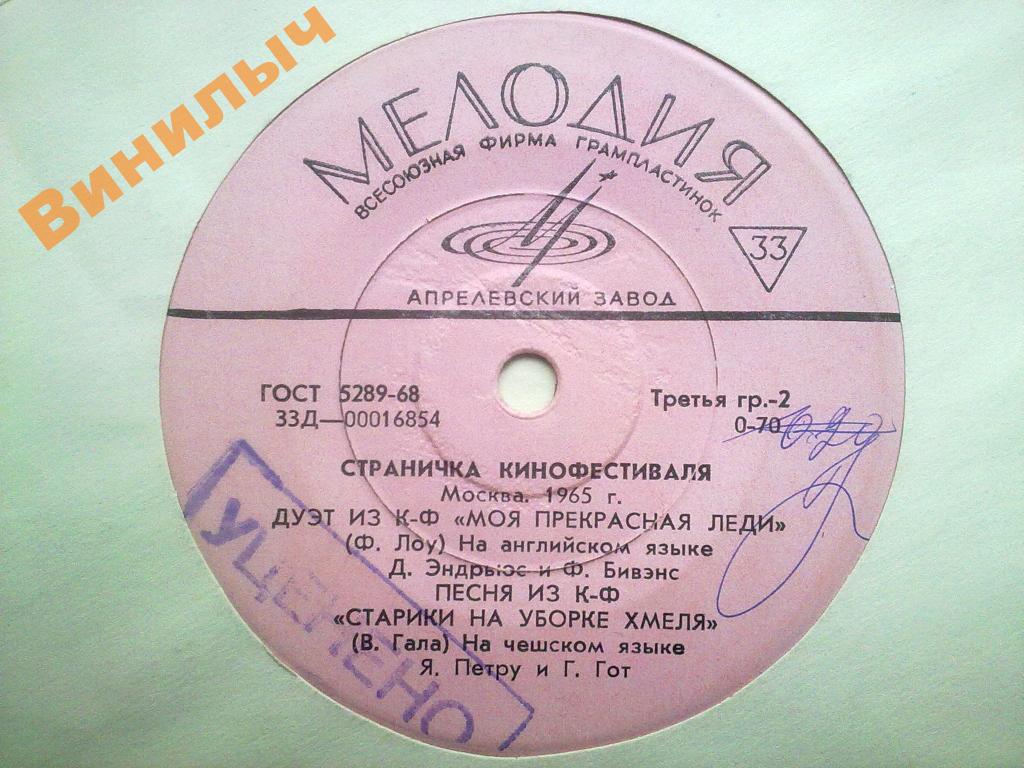 Винилыч
МЕЛОДИЯ
ВСЕСОЮЗНАЯ ФИРМА ГРАМПЛАСТИНОК
33
АПРЕЛЕВСКИЙ ЗАВОД
ГОСТ 5289-68
Третья гр.-2
33Д—00016854
0-70
СТРАНИЧКА КИНОФЕСТИВАЛЯ
Москва. 1965 г.
ДУЭТ ИЗ К-Ф «МОЯ ПРЕКРАСНАЯ ЛЕДИ»
(Ф. Лоу) На английском языке
Д. Эндрьюэс и Ф. Бивэнс
ПЕСНЯ ИЗ К-Ф
«СТАРИКИ НА УБОРКЕ ХМЕЛЯ»
(В. Гала) На чешском языке
Я. Петру и Г. Гот
УЦЕНЕНО